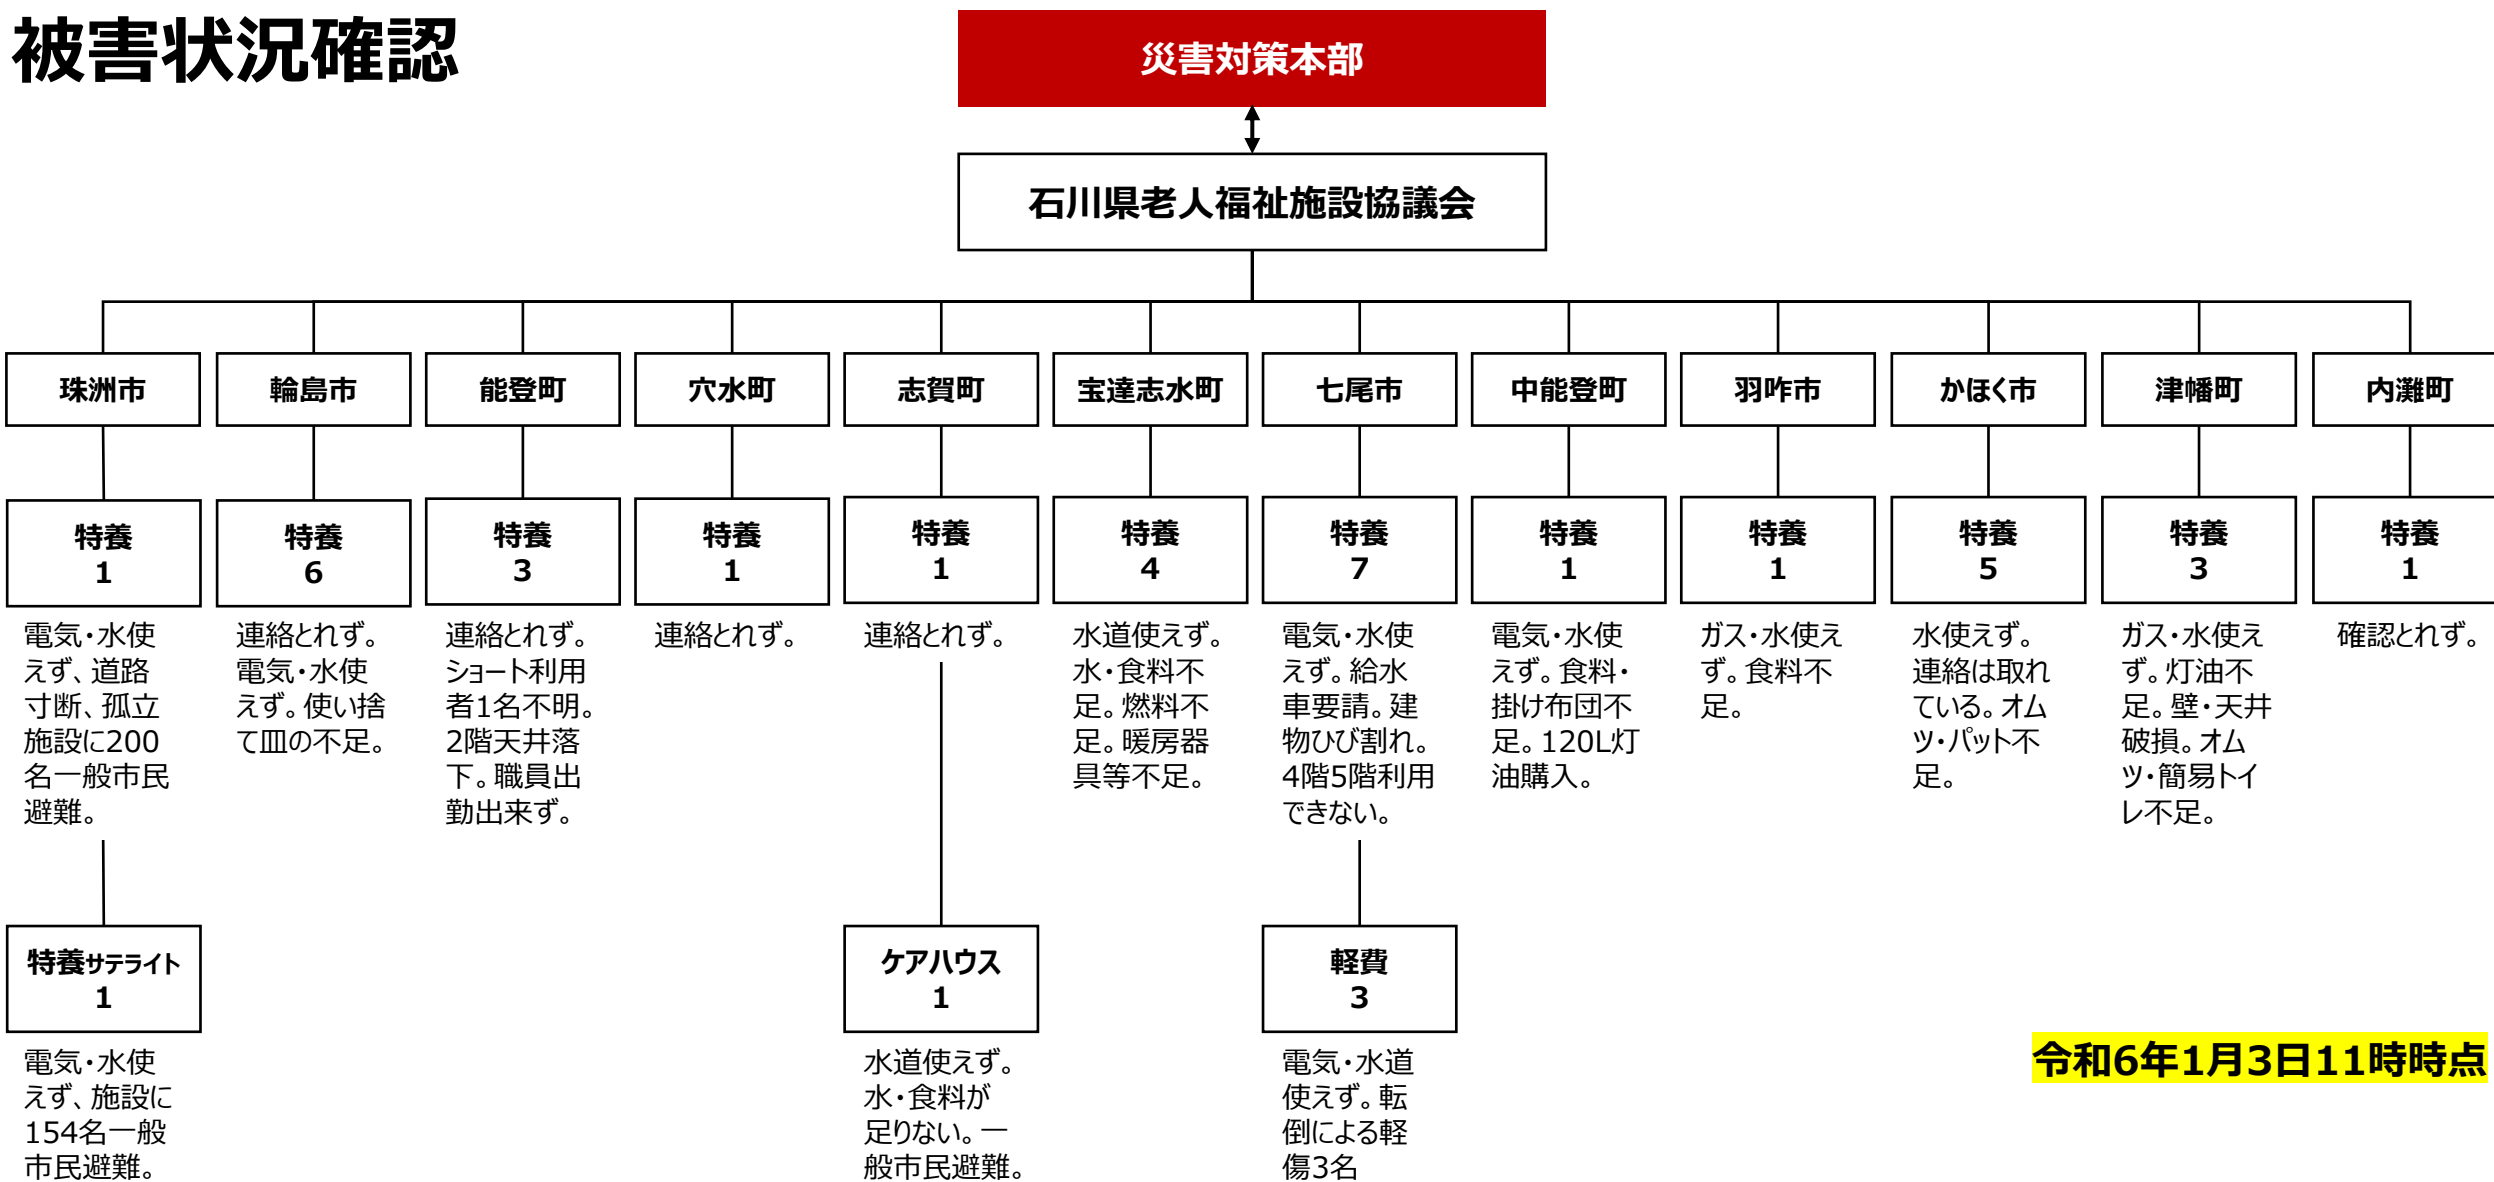 被害状況確認
災害対策本部
石川県老人福祉施設協議会
珠洲市
輪島市
能登町
穴水町
志賀町
宝達志水町
七尾市
中能登町
羽咋市
かほく市
津幡町
内灘町
特養
1
特養
6
特養
3
特養
1
特養
1
特養
4
特養
7
特養
1
特養
1
特養
5
特養
3
特養
1
電気・水使
えず、道路
寸断、孤立
施設に200
名一般市民
避難。
連絡とれず。
電気・水使
えず。使い捨
て皿の不足。
連絡とれず。
ショート利用
者1名不明。
2階天井落
下。職員出
勤出来ず。
連絡とれず。
連絡とれず。
水道使えず。
水・食料不
足。燃料不
足。暖房器
具等不足。
電気・水使
えず。給水
車要請。建
物ひび割れ。
4階5階利用
できない。
電気・水使
えず。食料・
掛け布団不
足。120L灯
油購入。
ガス・水使え
ず。食料不
足。
水使えず。
連絡は取れ
ている。オム
ツ・パット不
足。
ガス・水使え
ず。灯油不
足。壁・天井
破損。オム
ツ・簡易トイ
レ不足。
確認とれず。
特養サテライト
1
ケアハウス
1
軽費
3
電気・水使
えず、施設に
154名一般
市民避難。
水道使えず。
水・食料が
足りない。一
般市民避難。
電気・水道
使えず。転
倒による軽
傷3名
令和6年1月3日11時時点